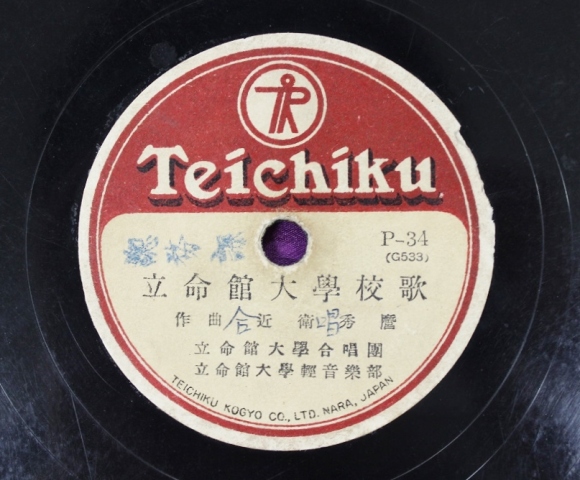 Teichiku
P-34
(G533)
立命館大學校歌
作曲 近衛秀麿
合唱
立命館大學合唱團
立命館大學輕音樂部
TEICHIKU KOGYO CO., LTD. NARA, JAPAN